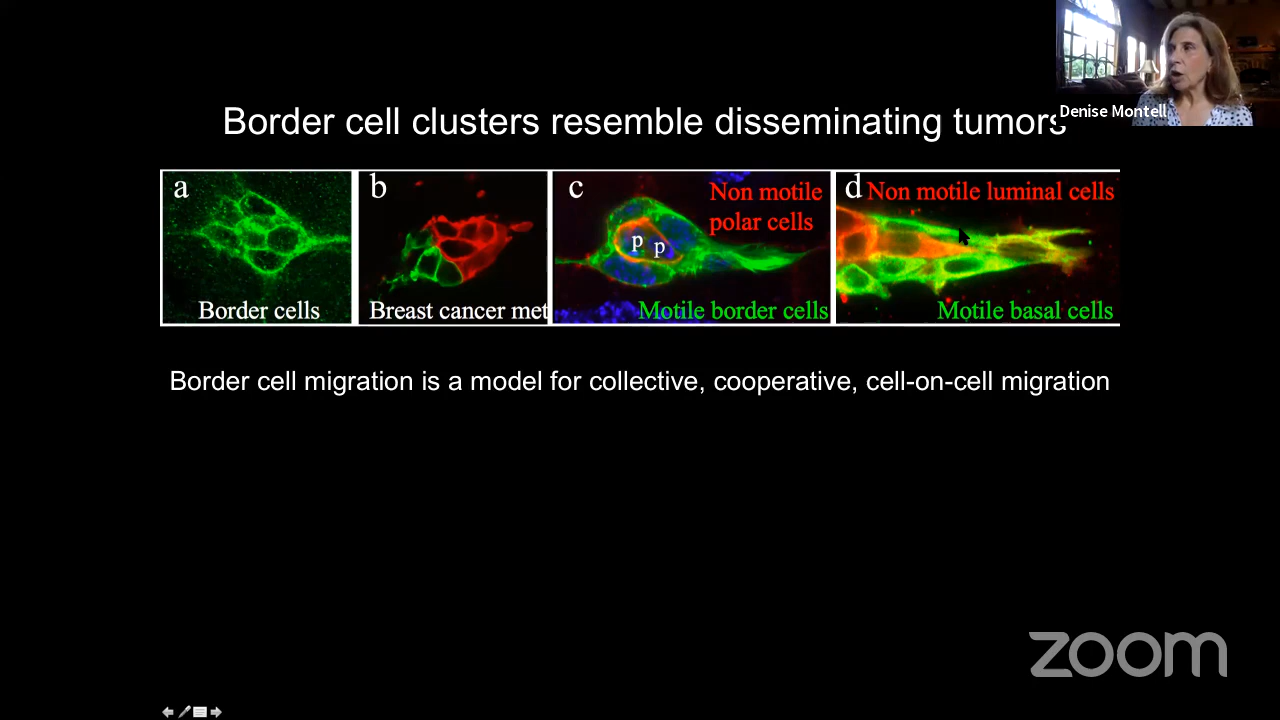 Denise Montell
Border cell clusters resemble disseminating tumors
a
Border cells
b
Breast cancer met
c
Non motile
polar cells
p p
Motile border cells
d
Non motile luminal cells
Motile basal cells
Border cell migration is a model for collective, cooperative, cell-on-cell migration
zoom